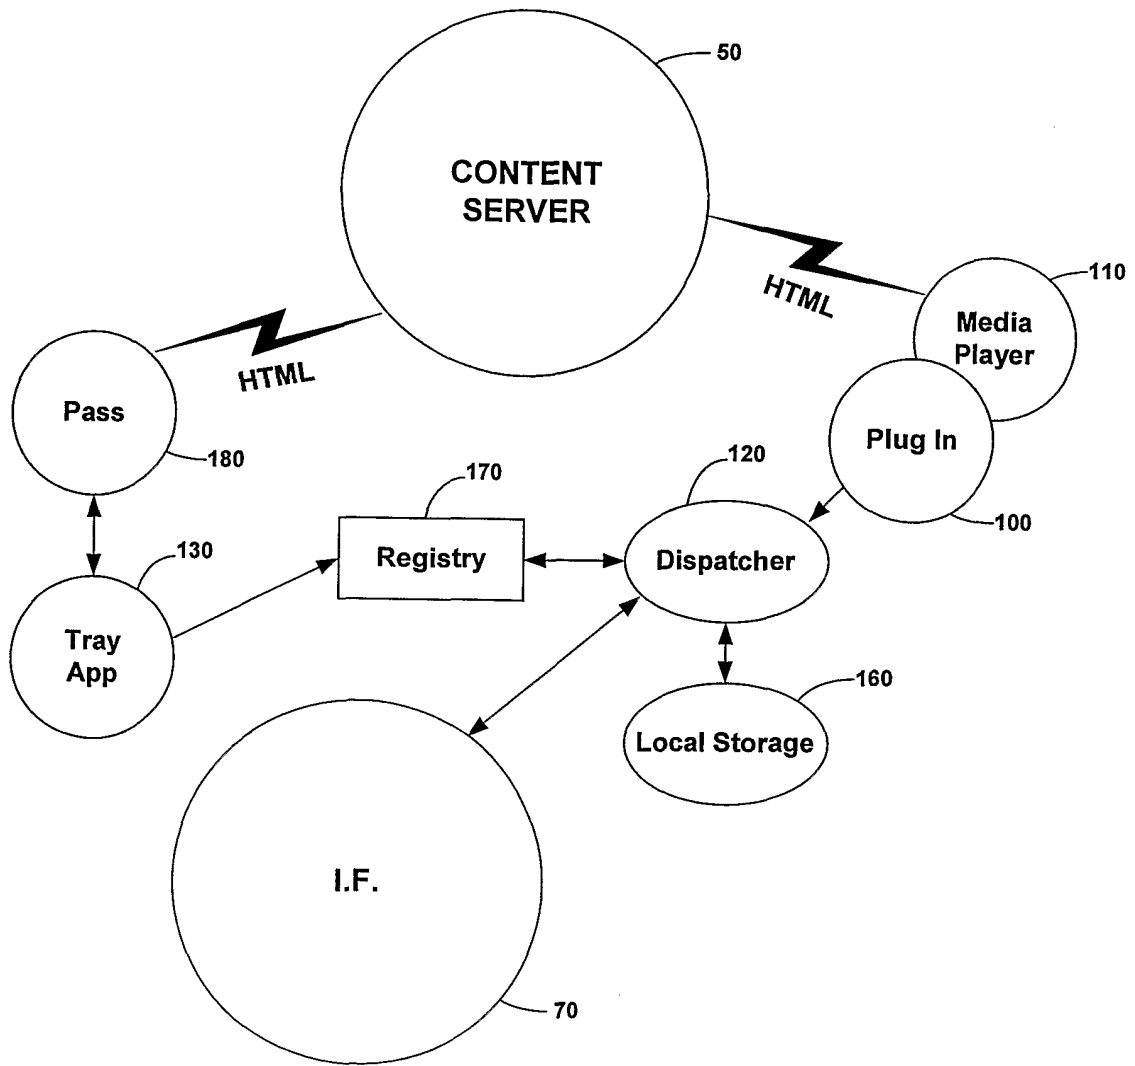 50
CONTENT
SERVER
HTML
110
Media
Player
HTML
Pass
180
Plug In
100
120
170
Registry
Dispatcher
130
Tray
App
160
Local Storage
I.F.
70